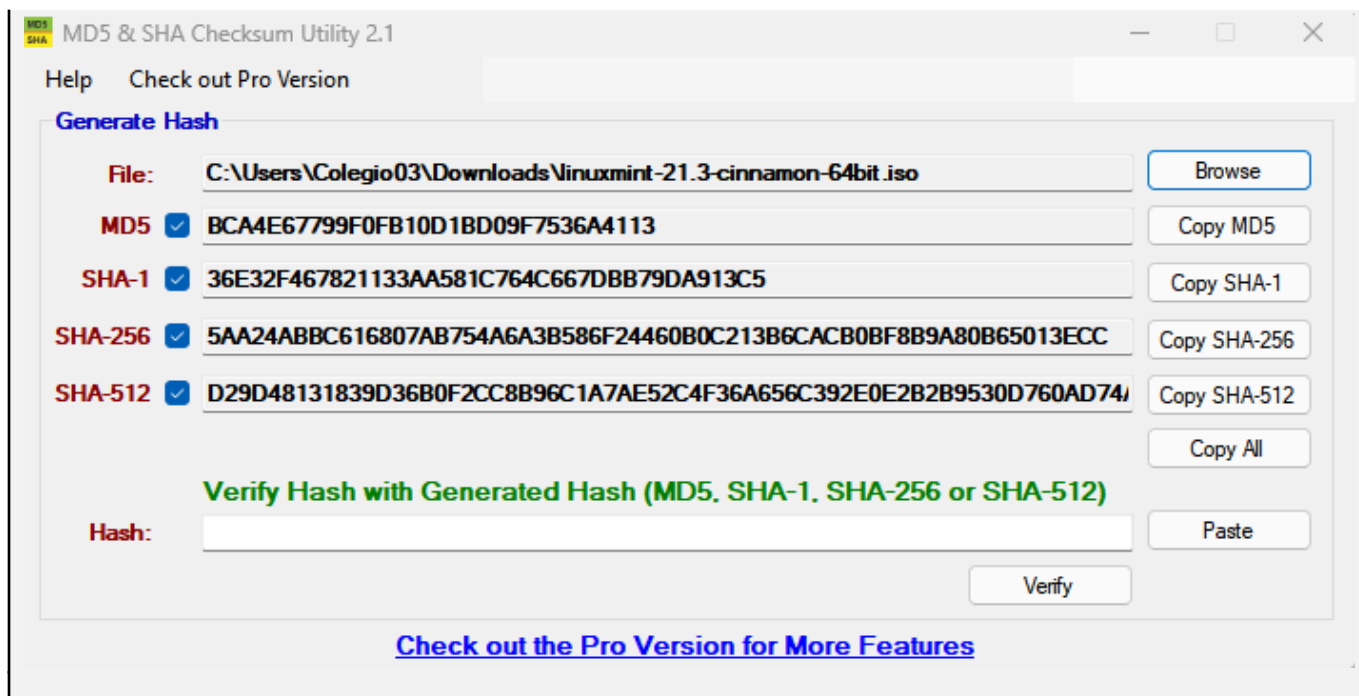 MD5 SHA MD5 & SHA Checksum Utility 2.1
Help Check out Pro Version
Generate Hash
File: C:\Users\Colegio03\Downloads\linuxmint-21.3-cinnamon-64bit.iso Browse
MD5 BCA4E67799F0FB10D1BD09F7536A4113 Copy MD5
SHA-1 36E32F467821133AA581C764C667DBB79DA913C5 Copy SHA-1
SHA-256 5AA24ABBC616807AB754A6A3B586F24460B0C213B6CACB0BF8B9A80B65013ECC Copy SHA-256
SHA-512 D29D48131839D36B0F2CC8B96C1A7AE52C4F36A656C392E0E2B2B9530D760AD74 Copy SHA-512
Copy All
Verify Hash with Generated Hash (MD5, SHA-1, SHA-256 or SHA-512)
Hash: Paste
Verify
Check out the Pro Version for More Features